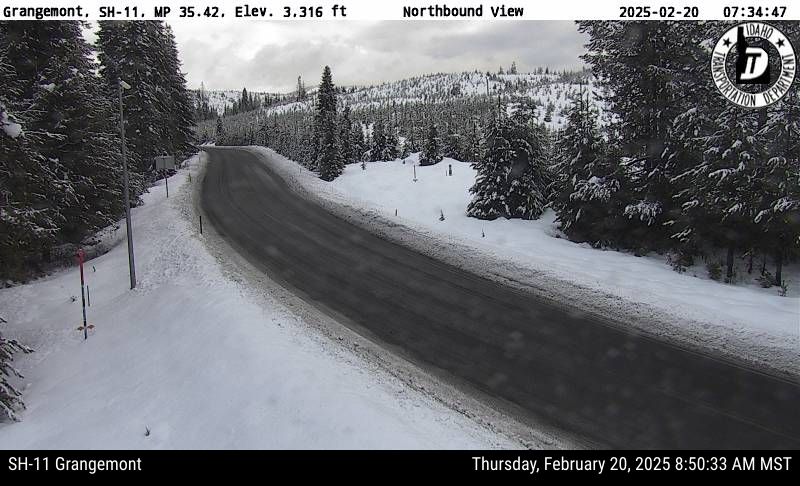 Grangemont, SH-11, MP 35.42, Elev. 3,316 ft Northbound View 2025-02-20 07:34:47
IDAHO
TRANSPORTATION DEPARTMENT
SH-11 Grangemont Thursday, February 20, 2025 8:50:33 AM MST